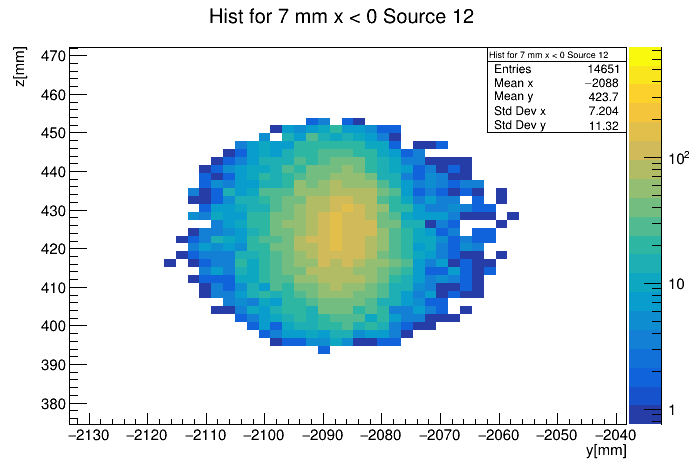 Hist for 7 mm x < 0 Source 12
z[mm]
470
460
450
440
430
420
410
400
390
380
Hist for 7 mm x < 0 Source 12
Entries 14651
Mean x −2088
Mean y 423.7
Std Dev x 7.204
Std Dev y 11.32
10²
10
1
−2130 −2120 −2110 −2100 −2090 −2080 −2070 −2060 −2050 −2040
y[mm]